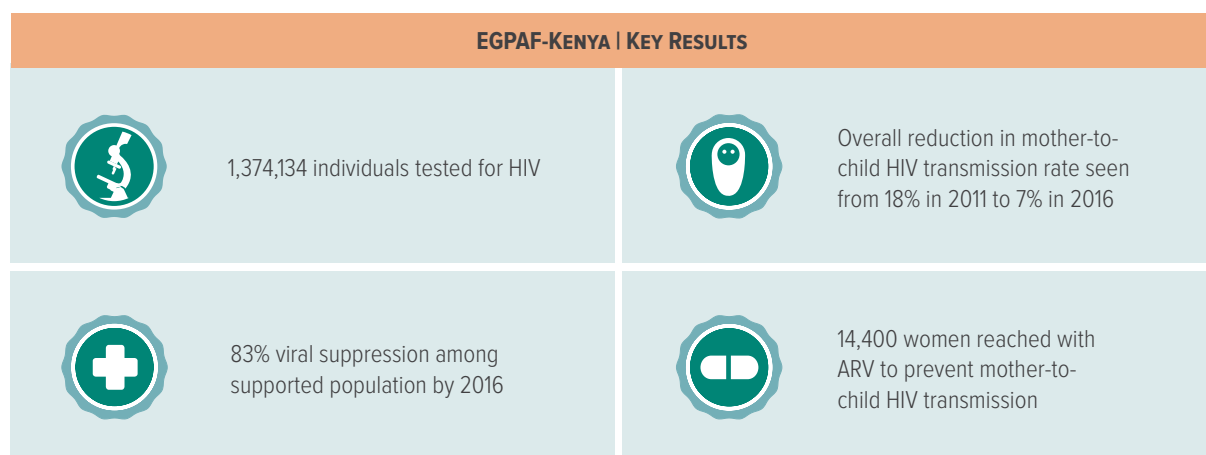 EGPAF-KENYA | KEY RESULTS
1,374,134 individuals tested for HIV
Overall reduction in mother-to-
child HIV transmission rate seen
from 18% in 2011 to 7% in 2016
83% viral suppression among
supported population by 2016
14,400 women reached with
ARV to prevent mother-to-
child HIV transmission